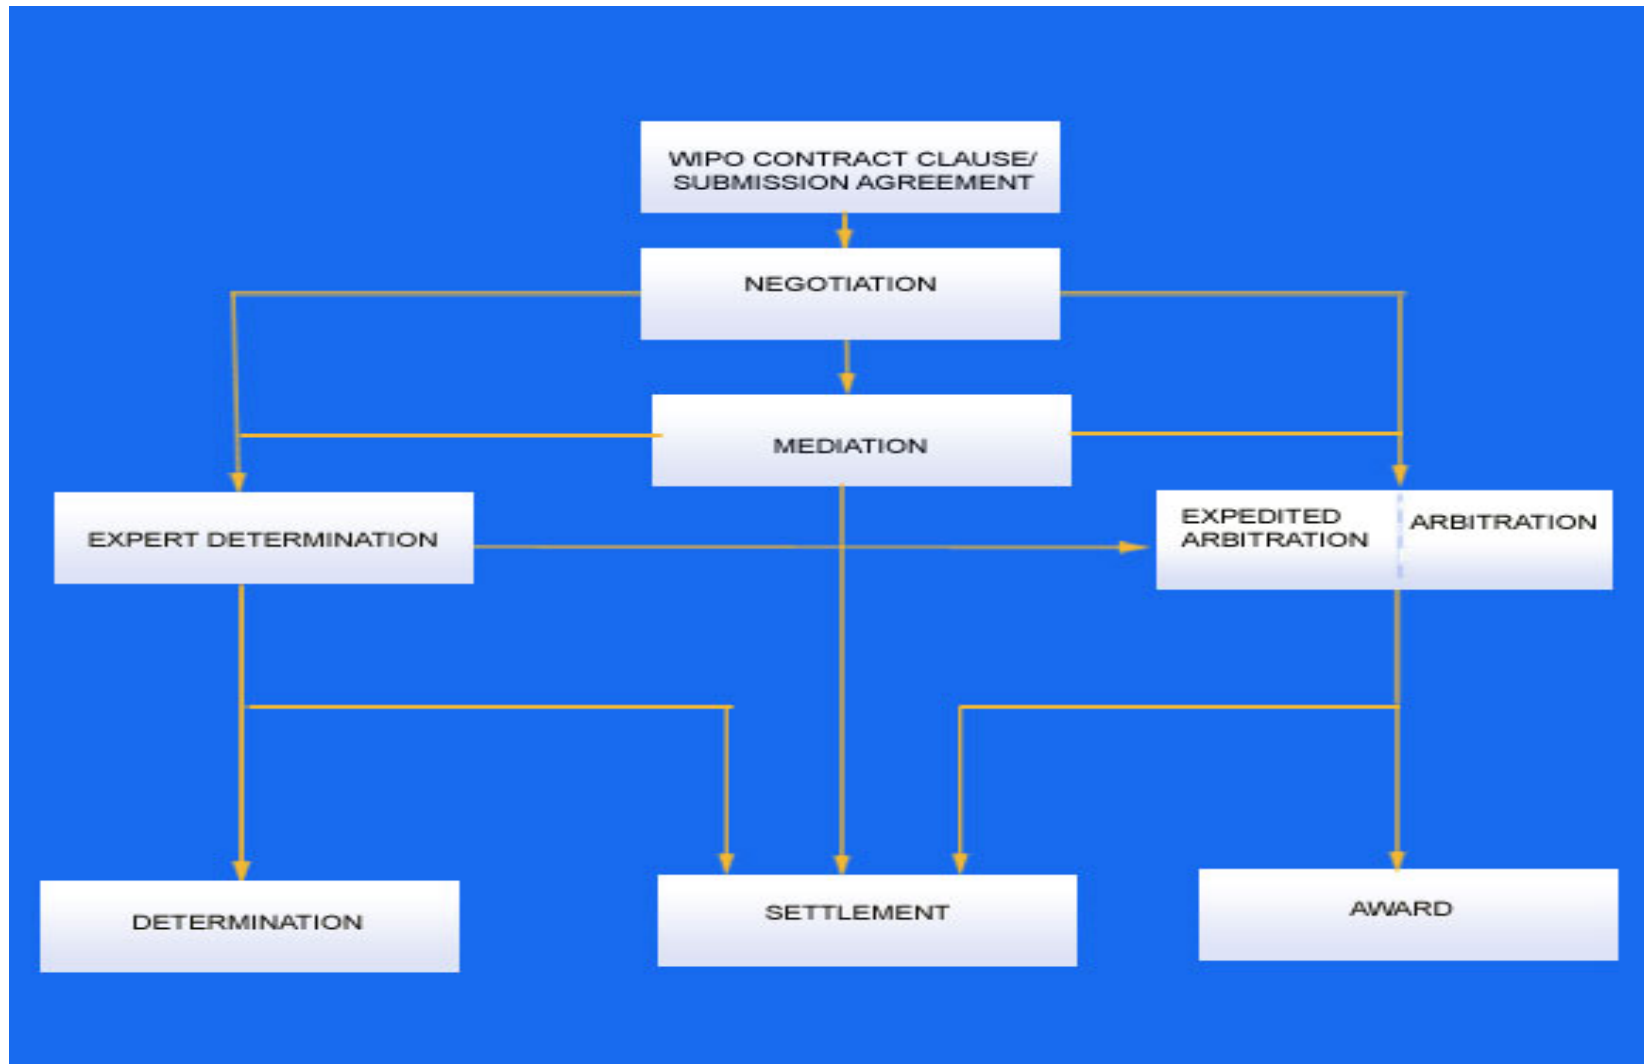 WIPO CONTRACT CLAUSE/
SUBMISSION AGREEMENT
NEGOTIATION
MEDIATION
EXPERT DETERMINATION
EXPEDITED
ARBITRATION
ARBITRATION
DETERMINATION
SETTLEMENT
AWARD